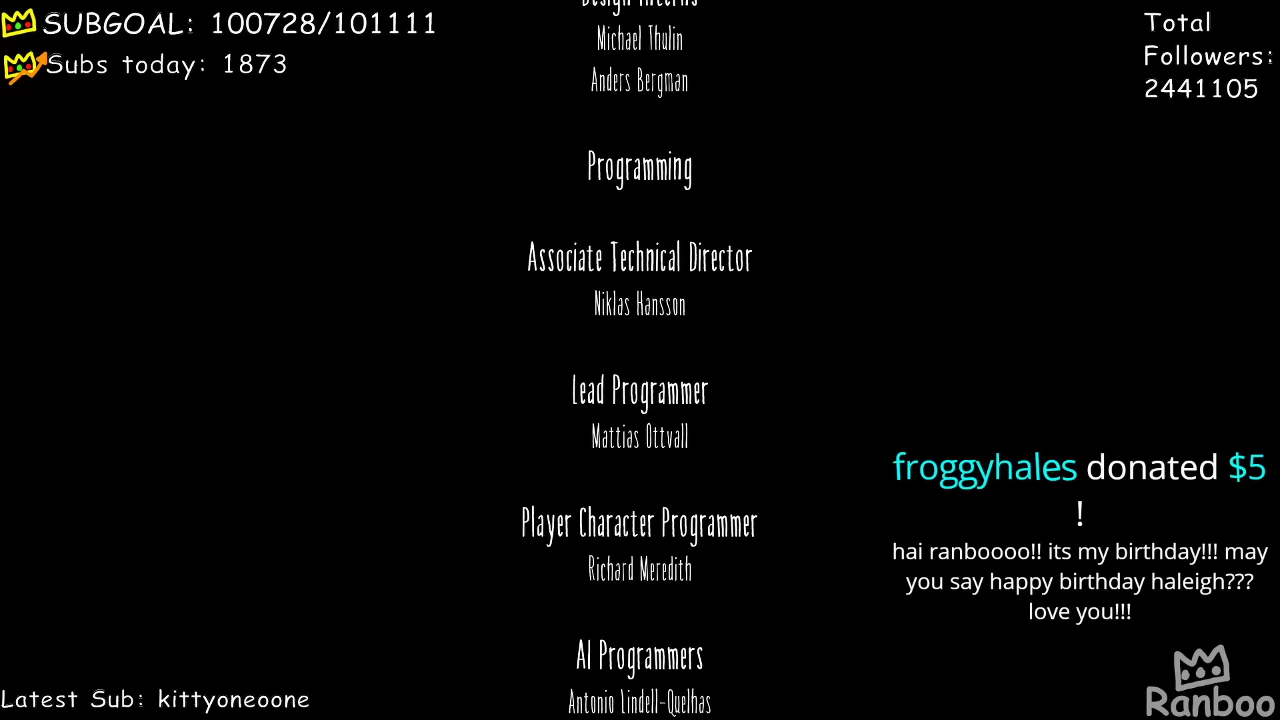 SUBGOAL: 100728/101111
Subs today: 1873
Total
Followers:
2441105
Design Interns
Michael Thulin
Anders Bergman
Programming
Associate Technical Director
Niklas Hansson
Lead Programmer
Mattias Ottvall
Player Character Programmer
Richard Meredith
AI Programmers
Antonio Lindell-Quelhas
froggyhales donated $5
!
hai ranboooo!! its my birthday!!! may
you say happy birthday haleigh???
love you!!!
Latest Sub: kittyoneoone
Ranboo